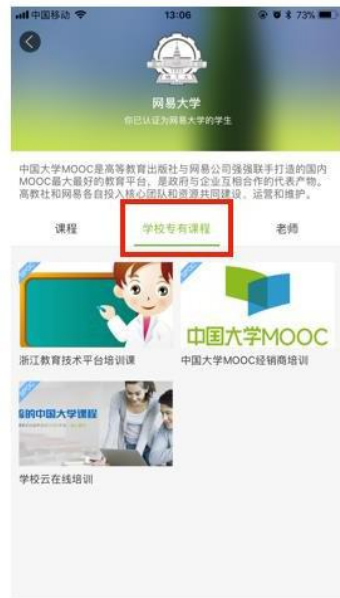 中国移动 13:06 73%
网易大学
你已认证为网易大学的学生
中国大学MOOC是高等教育出版社与网易公司强强联手打造的国内
MOOC最大最好的教育平台，是政府与企业互相合作的代表产物。
高教社和网易各自投入核心团队和资源共同建设、运营和维护。
课程 学校专有课程 老师
中国大学MOOC
浙江教育技术平台培训课 中国大学MOOC经销商培训
的中国大学课程
学校云在线培训